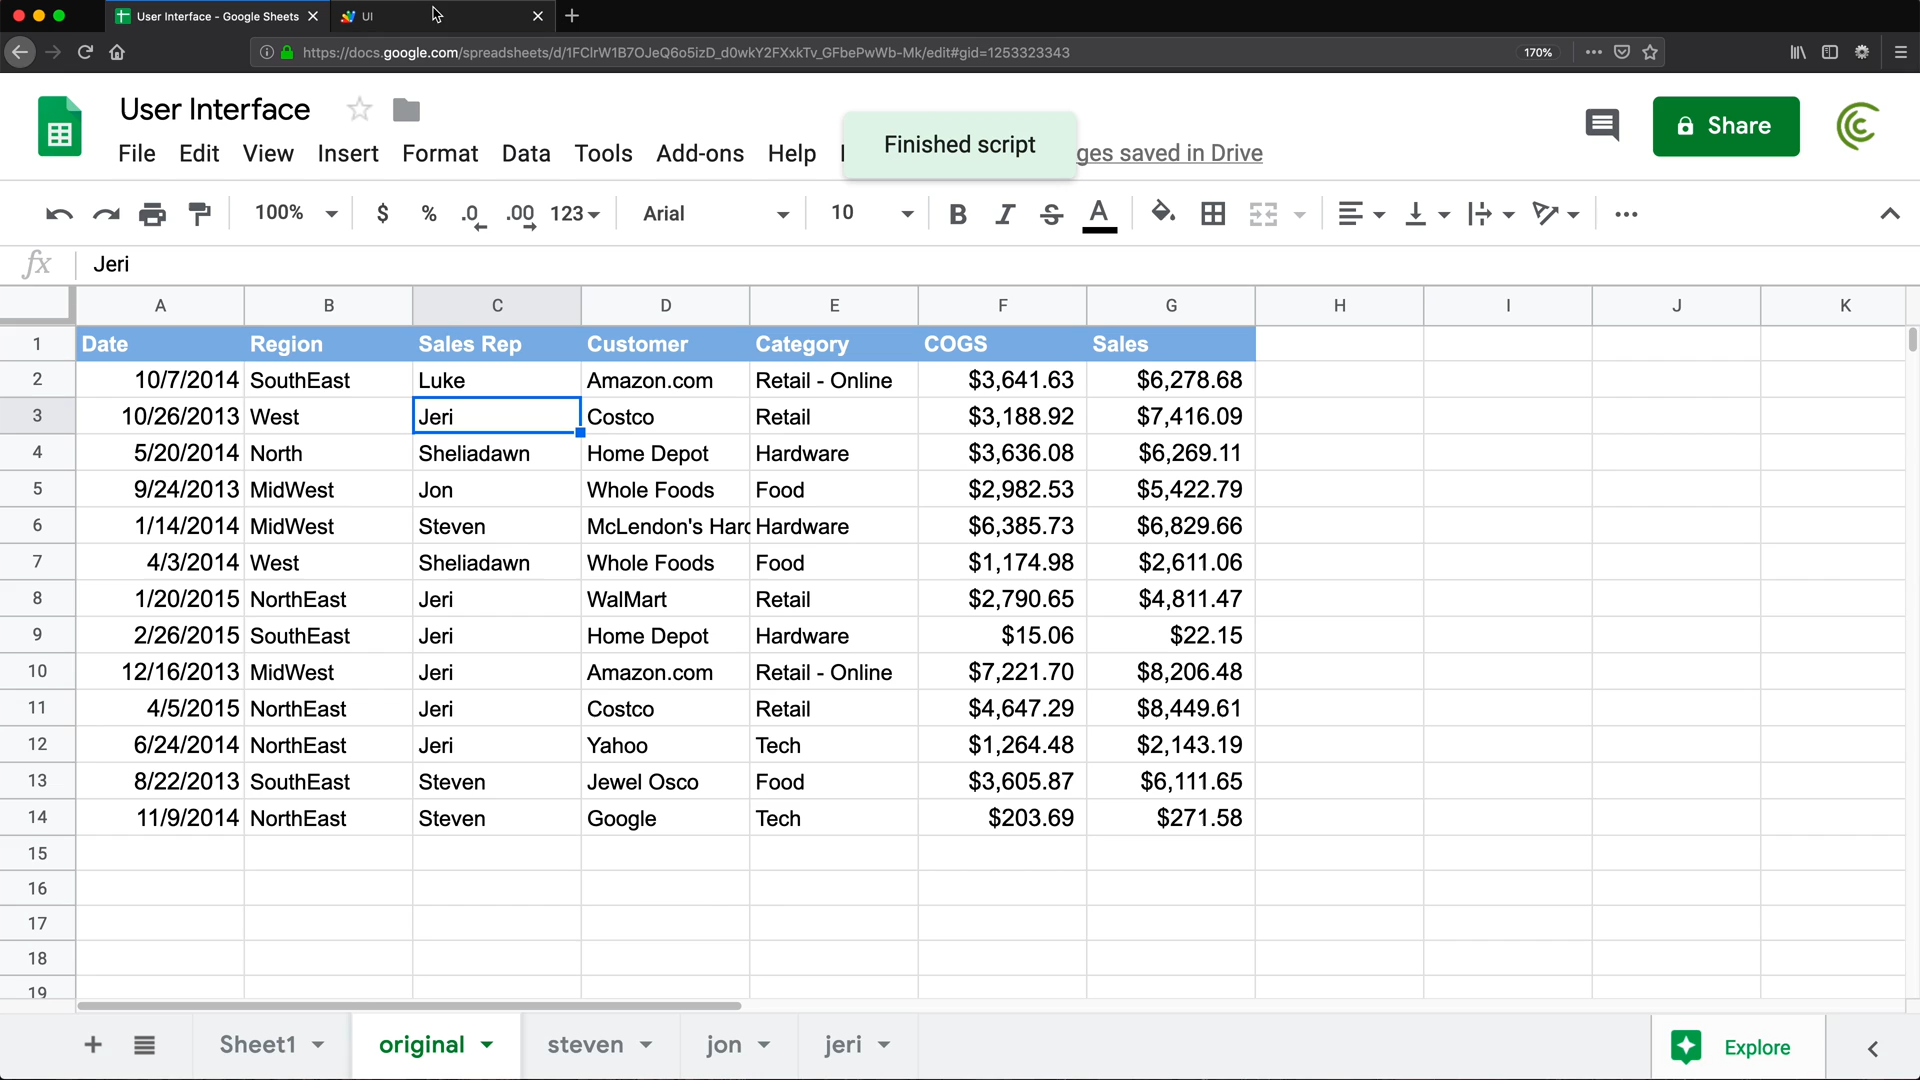 User Interface - Google Sheets
UI
https://docs.google.com/spreadsheets/d/1FClrW1B7OJeQ6o5izD_d0wkY2FXxkTv_GFbePwWb-Mk/edit#gid=1253323343
170%
User Interface
Share
File Edit View Insert Format Data Tools Add-ons Help
Finished script
ges saved in Drive
100% $ % .0 .00 123 Arial 10 B I S A
fx Jeri
A B C D E F G H I J K
1 Date Region Sales Rep Customer Category COGS Sales
2 10/7/2014 SouthEast Luke Amazon.com Retail - Online $3,641.63 $6,278.68
3 10/26/2013 West Jeri Costco Retail $3,188.92 $7,416.09
4 5/20/2014 North Sheliadawn Home Depot Hardware $3,636.08 $6,269.11
5 9/24/2013 MidWest Jon Whole Foods Food $2,982.53 $5,422.79
6 1/14/2014 MidWest Steven McLendon's Harc Hardware $6,385.73 $6,829.66
7 4/3/2014 West Sheliadawn Whole Foods Food $1,174.98 $2,611.06
8 1/20/2015 NorthEast Jeri WalMart Retail $2,790.65 $4,811.47
9 2/26/2015 SouthEast Jeri Home Depot Hardware $15.06 $22.15
10 12/16/2013 MidWest Jeri Amazon.com Retail - Online $7,221.70 $8,206.48
11 4/5/2015 NorthEast Jeri Costco Retail $4,647.29 $8,449.61
12 6/24/2014 NorthEast Jeri Yahoo Tech $1,264.48 $2,143.19
13 8/22/2013 SouthEast Steven Jewel Osco Food $3,605.87 $6,111.65
14 11/9/2014 NorthEast Steven Google Tech $203.69 $271.58
15
16
17
18
19
Sheet1 original steven jon jeri Explore